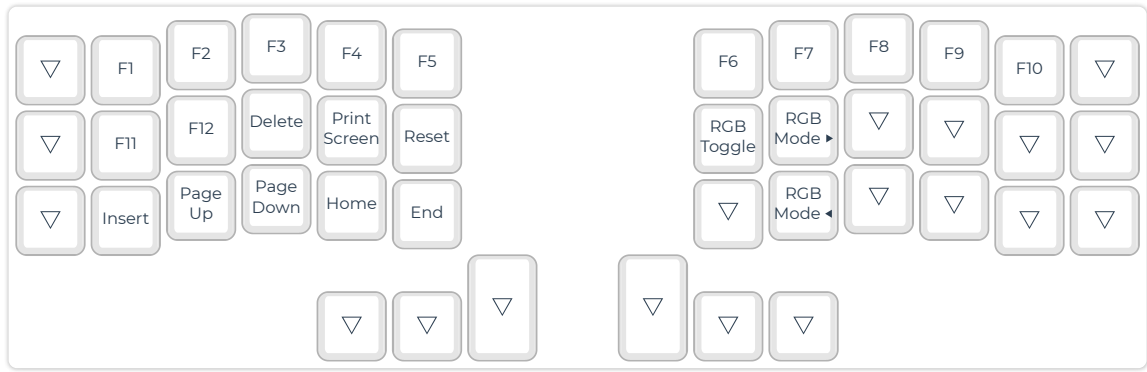 F1
F2
F3
F4
F5
F6
F7
F8
F9
F10
F11
F12
Delete
Print
Screen
Reset
RGB
Toggle
RGB
Mode ▸
Insert
Page
Up
Page
Down
Home
End
RGB
Mode ◂